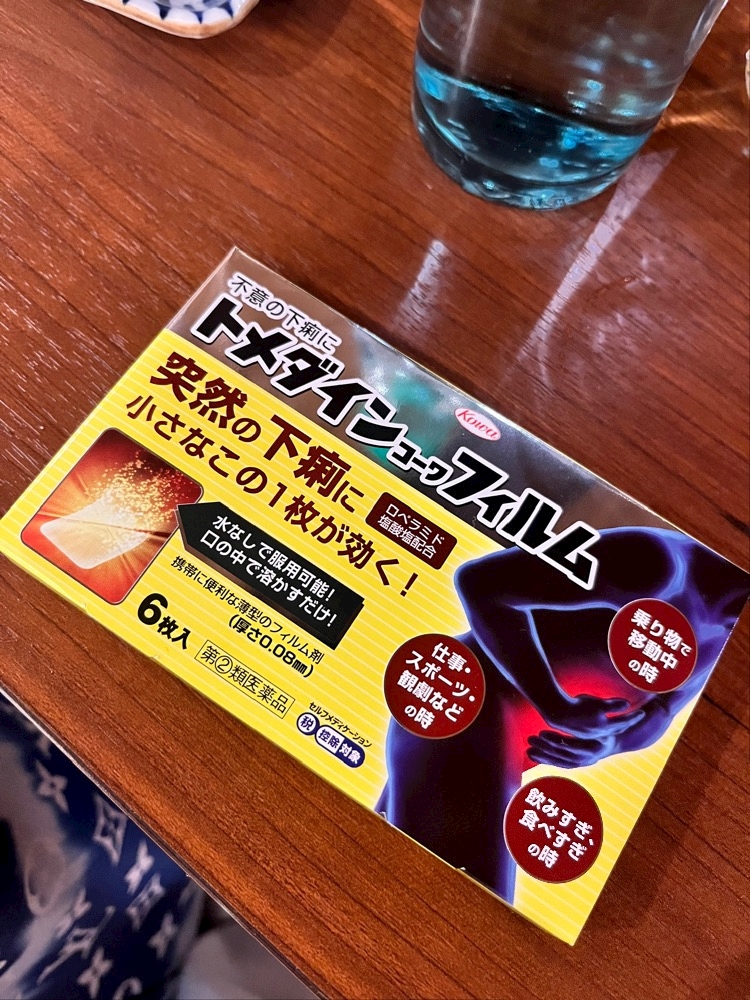 不意の下痢に
トメダインコーワフィルム
Kowa
突然の下痢に
小さなこの1枚が効く!
ロペラミド
塩酸塩配合
水なしで服用可能!
口の中で溶かすだけ!
携帯に便利な薄型のフィルム剤
(厚さ0.08㎜)
6枚入
第②類医薬品
セルフメディケーション
税 控除 対象
乗り物で
移動中
の時
仕事・
スポーツ・
観劇など
の時
飲みすぎ、
食べすぎ
の時